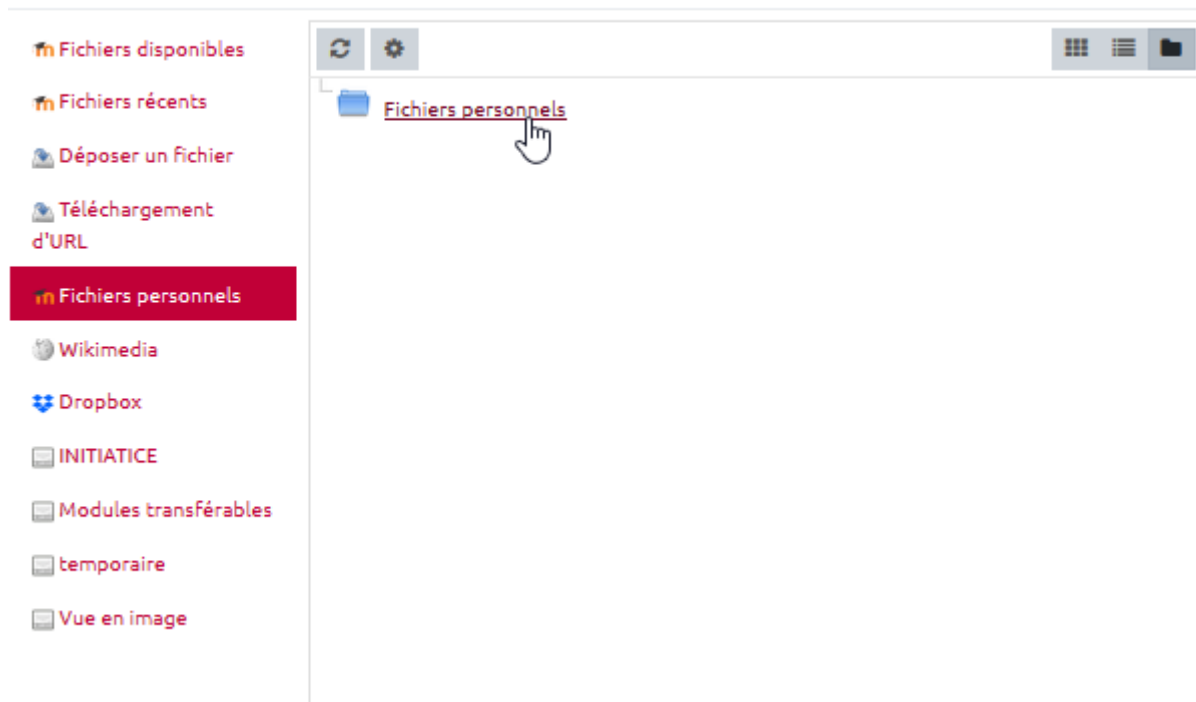 Fichiers disponibles
Fichiers récents
Déposer un fichier
Téléchargement
d'URL
Fichiers personnels
Wikimedia
Dropbox
INITIATICE
Modules transférables
temporaire
Vue en image
Fichiers personnels